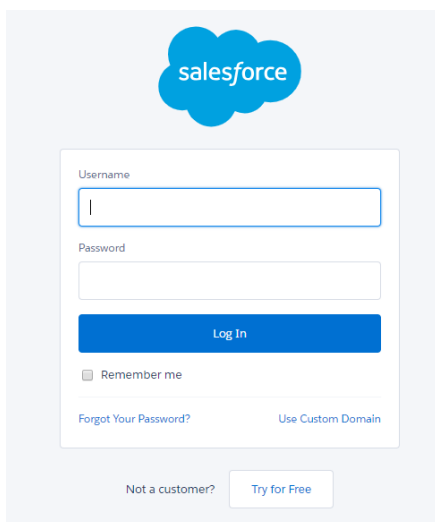 salesforce
Username
Password
Log In
Remember me
Forgot Your Password? Use Custom Domain
Not a customer? Try for Free